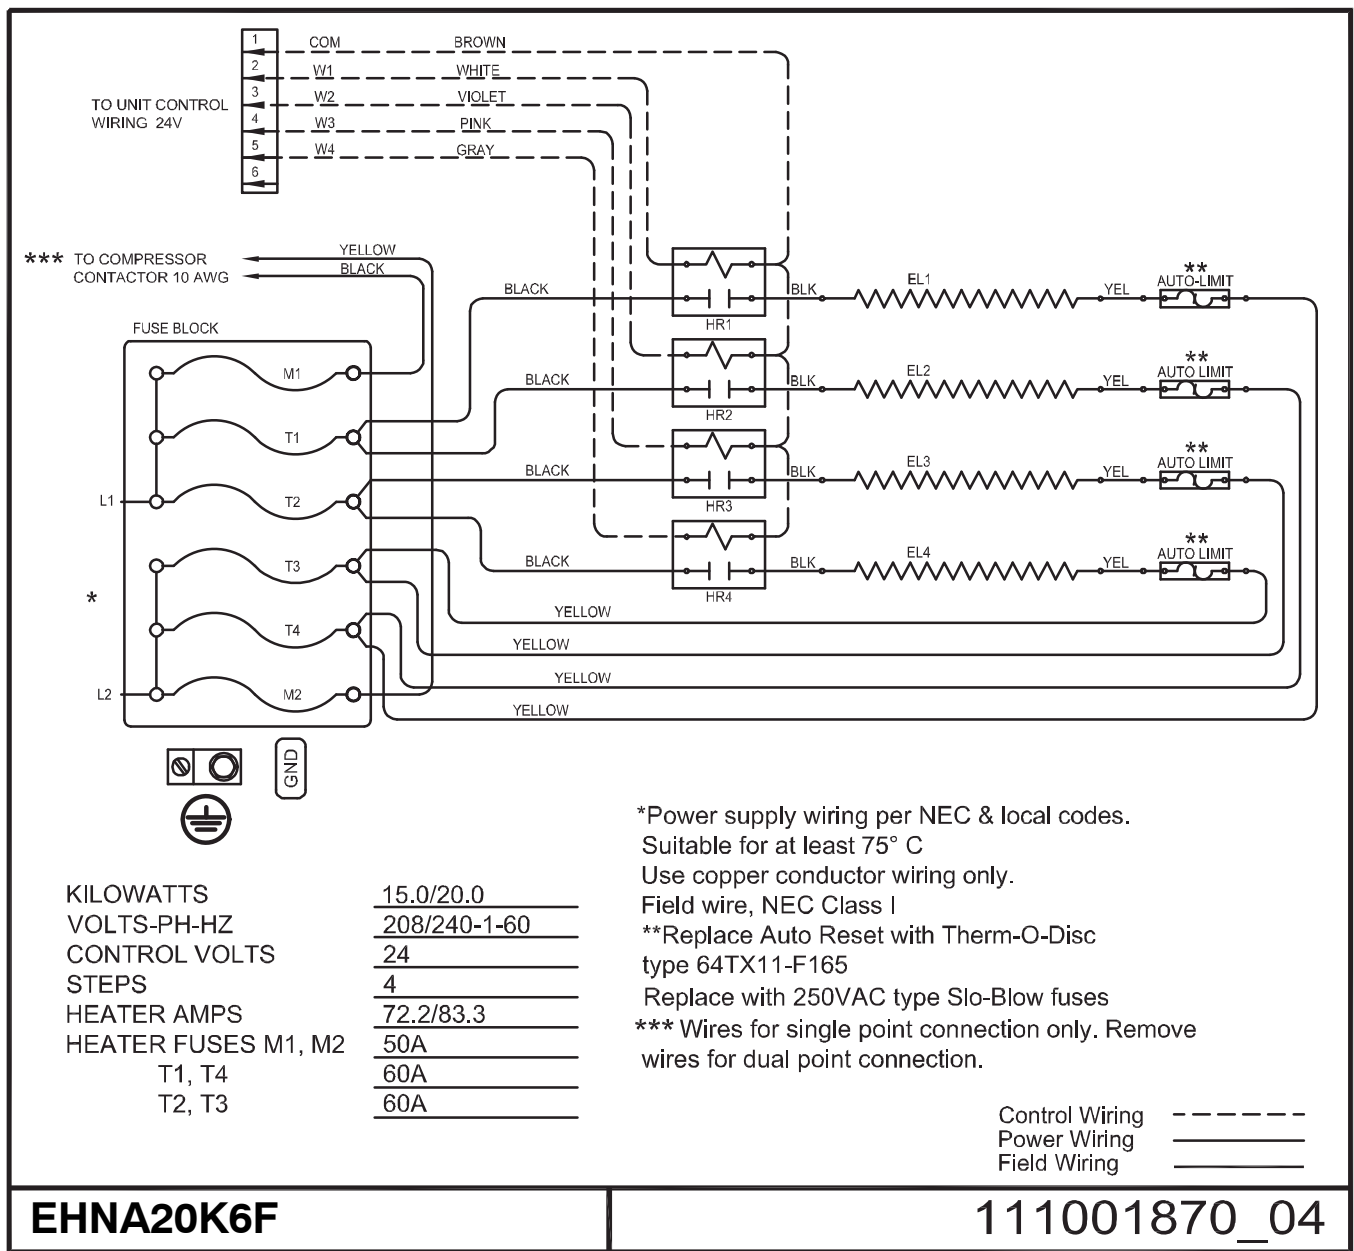 1 COM BROWN
2 W1 WHITE
3 W2 VIOLET
4 W3 PINK
5 W4 GRAY
6
TO UNIT CONTROL
WIRING 24V
*** TO COMPRESSOR
CONTACTOR 10 AWG
YELLOW
BLACK
FUSE BLOCK
M1
T1
L1 T2
T3
*
T4
L2 M2
GND
BLACK HR1 BLK EL1 YEL
**
AUTO-LIMIT
BLACK HR2 BLK EL2 YEL
**
AUTO LIMIT
BLACK HR3 BLK EL3 YEL
**
AUTO LIMIT
BLACK HR4 BLK EL4 YEL
**
AUTO LIMIT
YELLOW
YELLOW
YELLOW
YELLOW
KILOWATTS 15.0/20.0
VOLTS-PH-HZ 208/240-1-60
CONTROL VOLTS 24
STEPS 4
HEATER AMPS 72.2/83.3
HEATER FUSES M1, M2 50A
T1, T4 60A
T2, T3 60A
*Power supply wiring per NEC & local codes.
Suitable for at least 75° C
Use copper conductor wiring only.
Field wire, NEC Class I
**Replace Auto Reset with Therm-O-Disc
type 64TX11-F165
Replace with 250VAC type Slo-Blow fuses
*** Wires for single point connection only. Remove
wires for dual point connection.
Control Wiring
Power Wiring
Field Wiring
EHNA20K6F
111001870_04